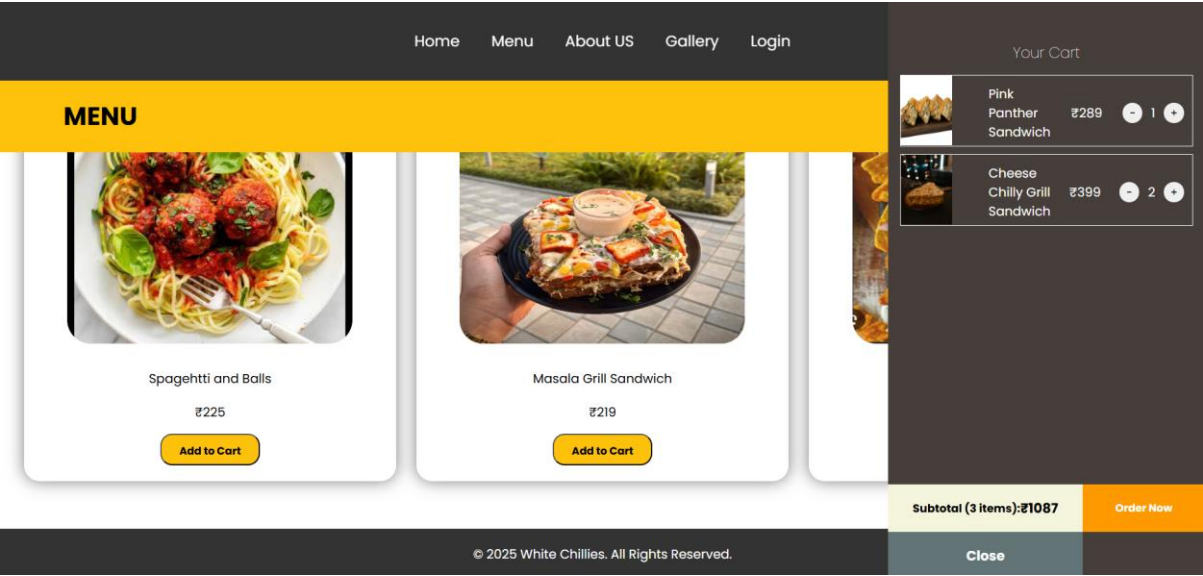 Home Menu About US Gallery Login
MENU
Spagehtti and Balls
₹225
Add to Cart
Masala Grill Sandwich
₹219
Add to Cart
Your Cart
Pink
Panther
Sandwich
₹289
- 1 +
Cheese
Chilly Grill
Sandwich
₹399
- 2 +
Subtotal (3 items):₹1087
Order Now
Close
© 2025 White Chillies. All Rights Reserved.